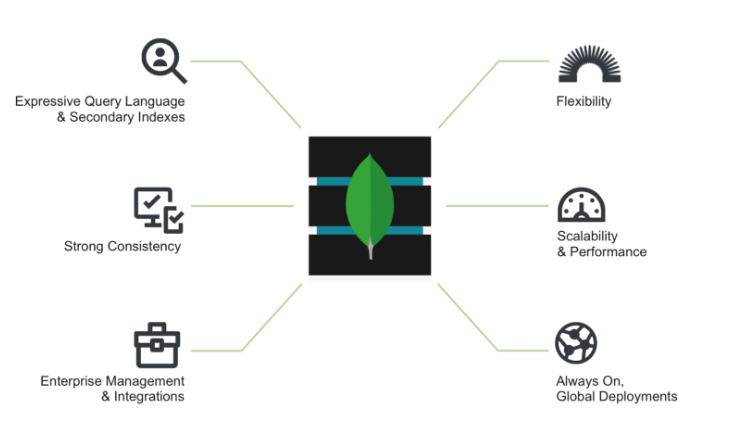 Expressive Query Language
& Secondary Indexes
Strong Consistency
Enterprise Management
& Integrations
Flexibility
Scalability
& Performance
Always On,
Global Deployments